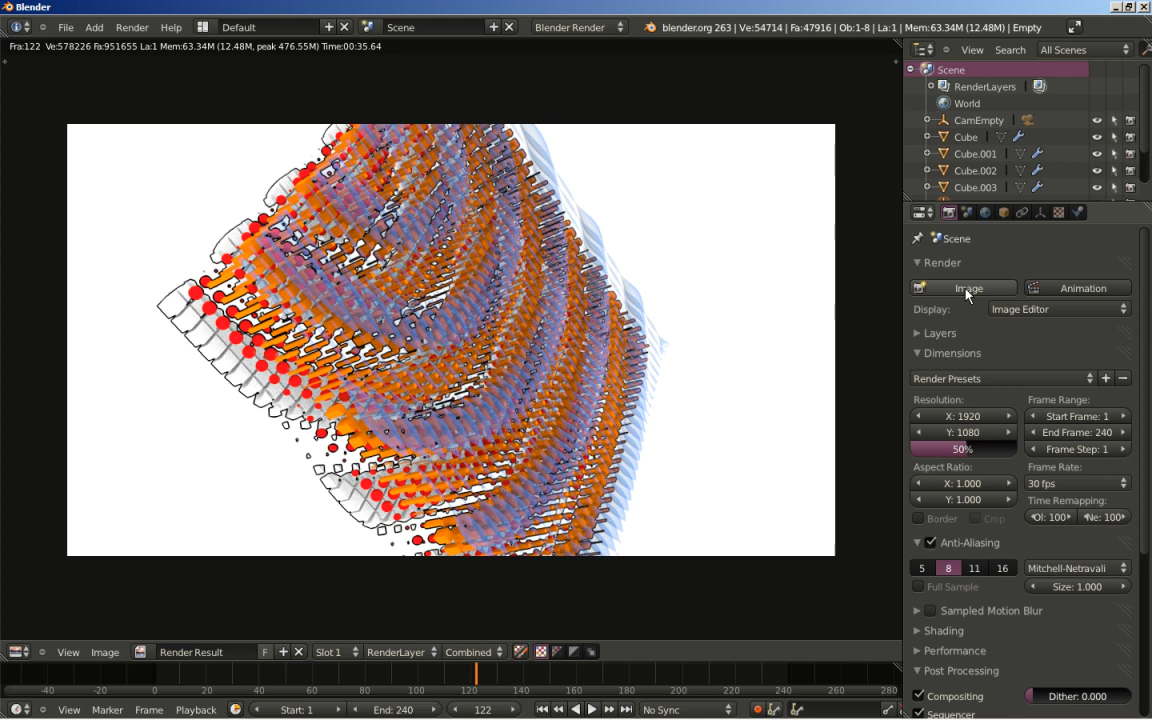 Blender
File Add Render Help Default Scene Blender Render blender.org 263 | Ve:54714 | Fa:47916 | Ob:1-8 | La:1 | Mem:63.34M (12.48M) | Empty
Fra:122 Ve:578226 Fa:951655 La:1 Mem:63.34M (12.48M, peak 476.55M) Time:00:35.64
View Search All Scenes
Scene
RenderLayers
World
CamEmpty
Cube
Cube.001
Cube.002
Cube.003
Scene
Render
Image Animation
Display: Image Editor
Layers
Dimensions
Render Presets
Resolution: Frame Range:
X: 1920 Start Frame: 1
Y: 1080 End Frame: 240
50% Frame Step: 1
Aspect Ratio: Frame Rate:
X: 1.000 30 fps
Y: 1.000 Time Remapping:
Border Crop Ol: 100 Ne: 100
Anti-Aliasing
5 8 11 16 Mitchell-Netravali
Full Sample Size: 1.000
Sampled Motion Blur
Shading
Performance
Post Processing
Compositing Dither: 0.000
Sequencer
View Image Render Result F Slot 1 RenderLayer Combined
-40 -20 0 20 40 60 80 100 120 140 160 180 200 220 240 260 280
View Marker Frame Playback Start: 1 End: 240 122 No Sync